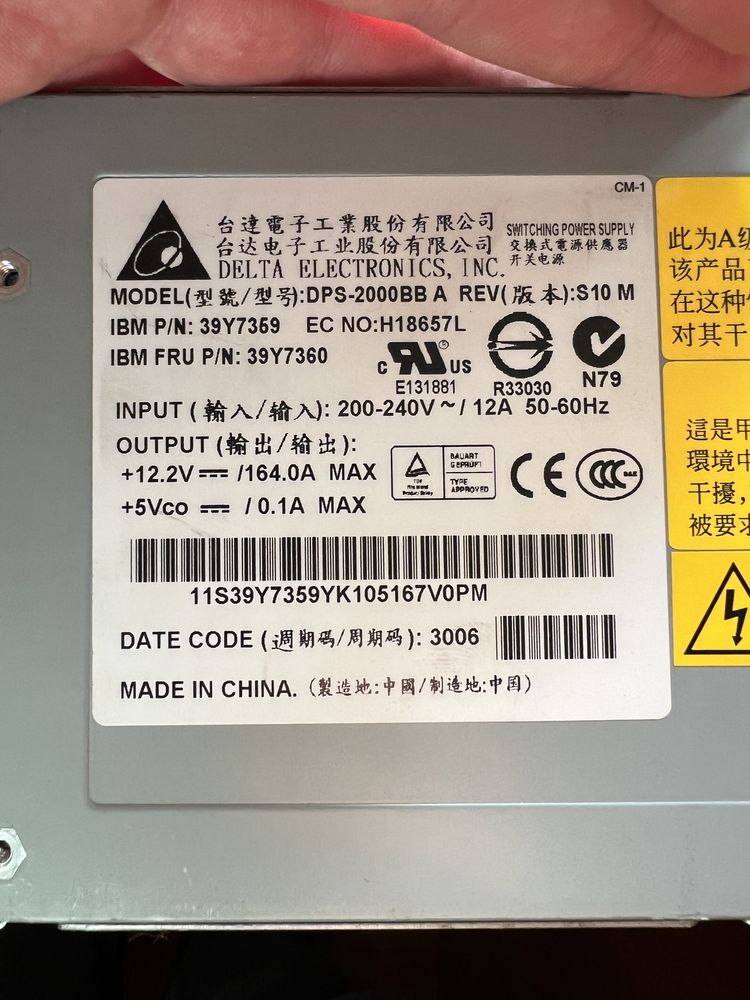 CM-1
台達電子工業股份有限公司
台达电子工业股份有限公司
DELTA ELECTRONICS, INC.
SWITCHING POWER SUPPLY
交換式電源供應器
开关电源
MODEL(型號/型号):DPS-2000BB A REV(版本):S10 M
IBM P/N: 39Y7359 EC NO:H18657L
IBM FRU P/N: 39Y7360
c RU® US
E131881
R33030
N79
INPUT (輸入/输入): 200-240V ~/ 12A 50-60Hz
OUTPUT (輸出/输出):
+12.2V ⎓ /164.0A MAX
+5Vco ⎓ / 0.1A MAX
BAUART
GEPRÜFT
TYPE
APPROVED
CE
CCC
11S39Y7359YK105167V0PM
DATE CODE (週期碼/周期码): 3006
MADE IN CHINA. (製造地:中國/制造地:中国)
此为A级
该产品
在这种
对其干
這是甲
環境中
干擾，
被要求